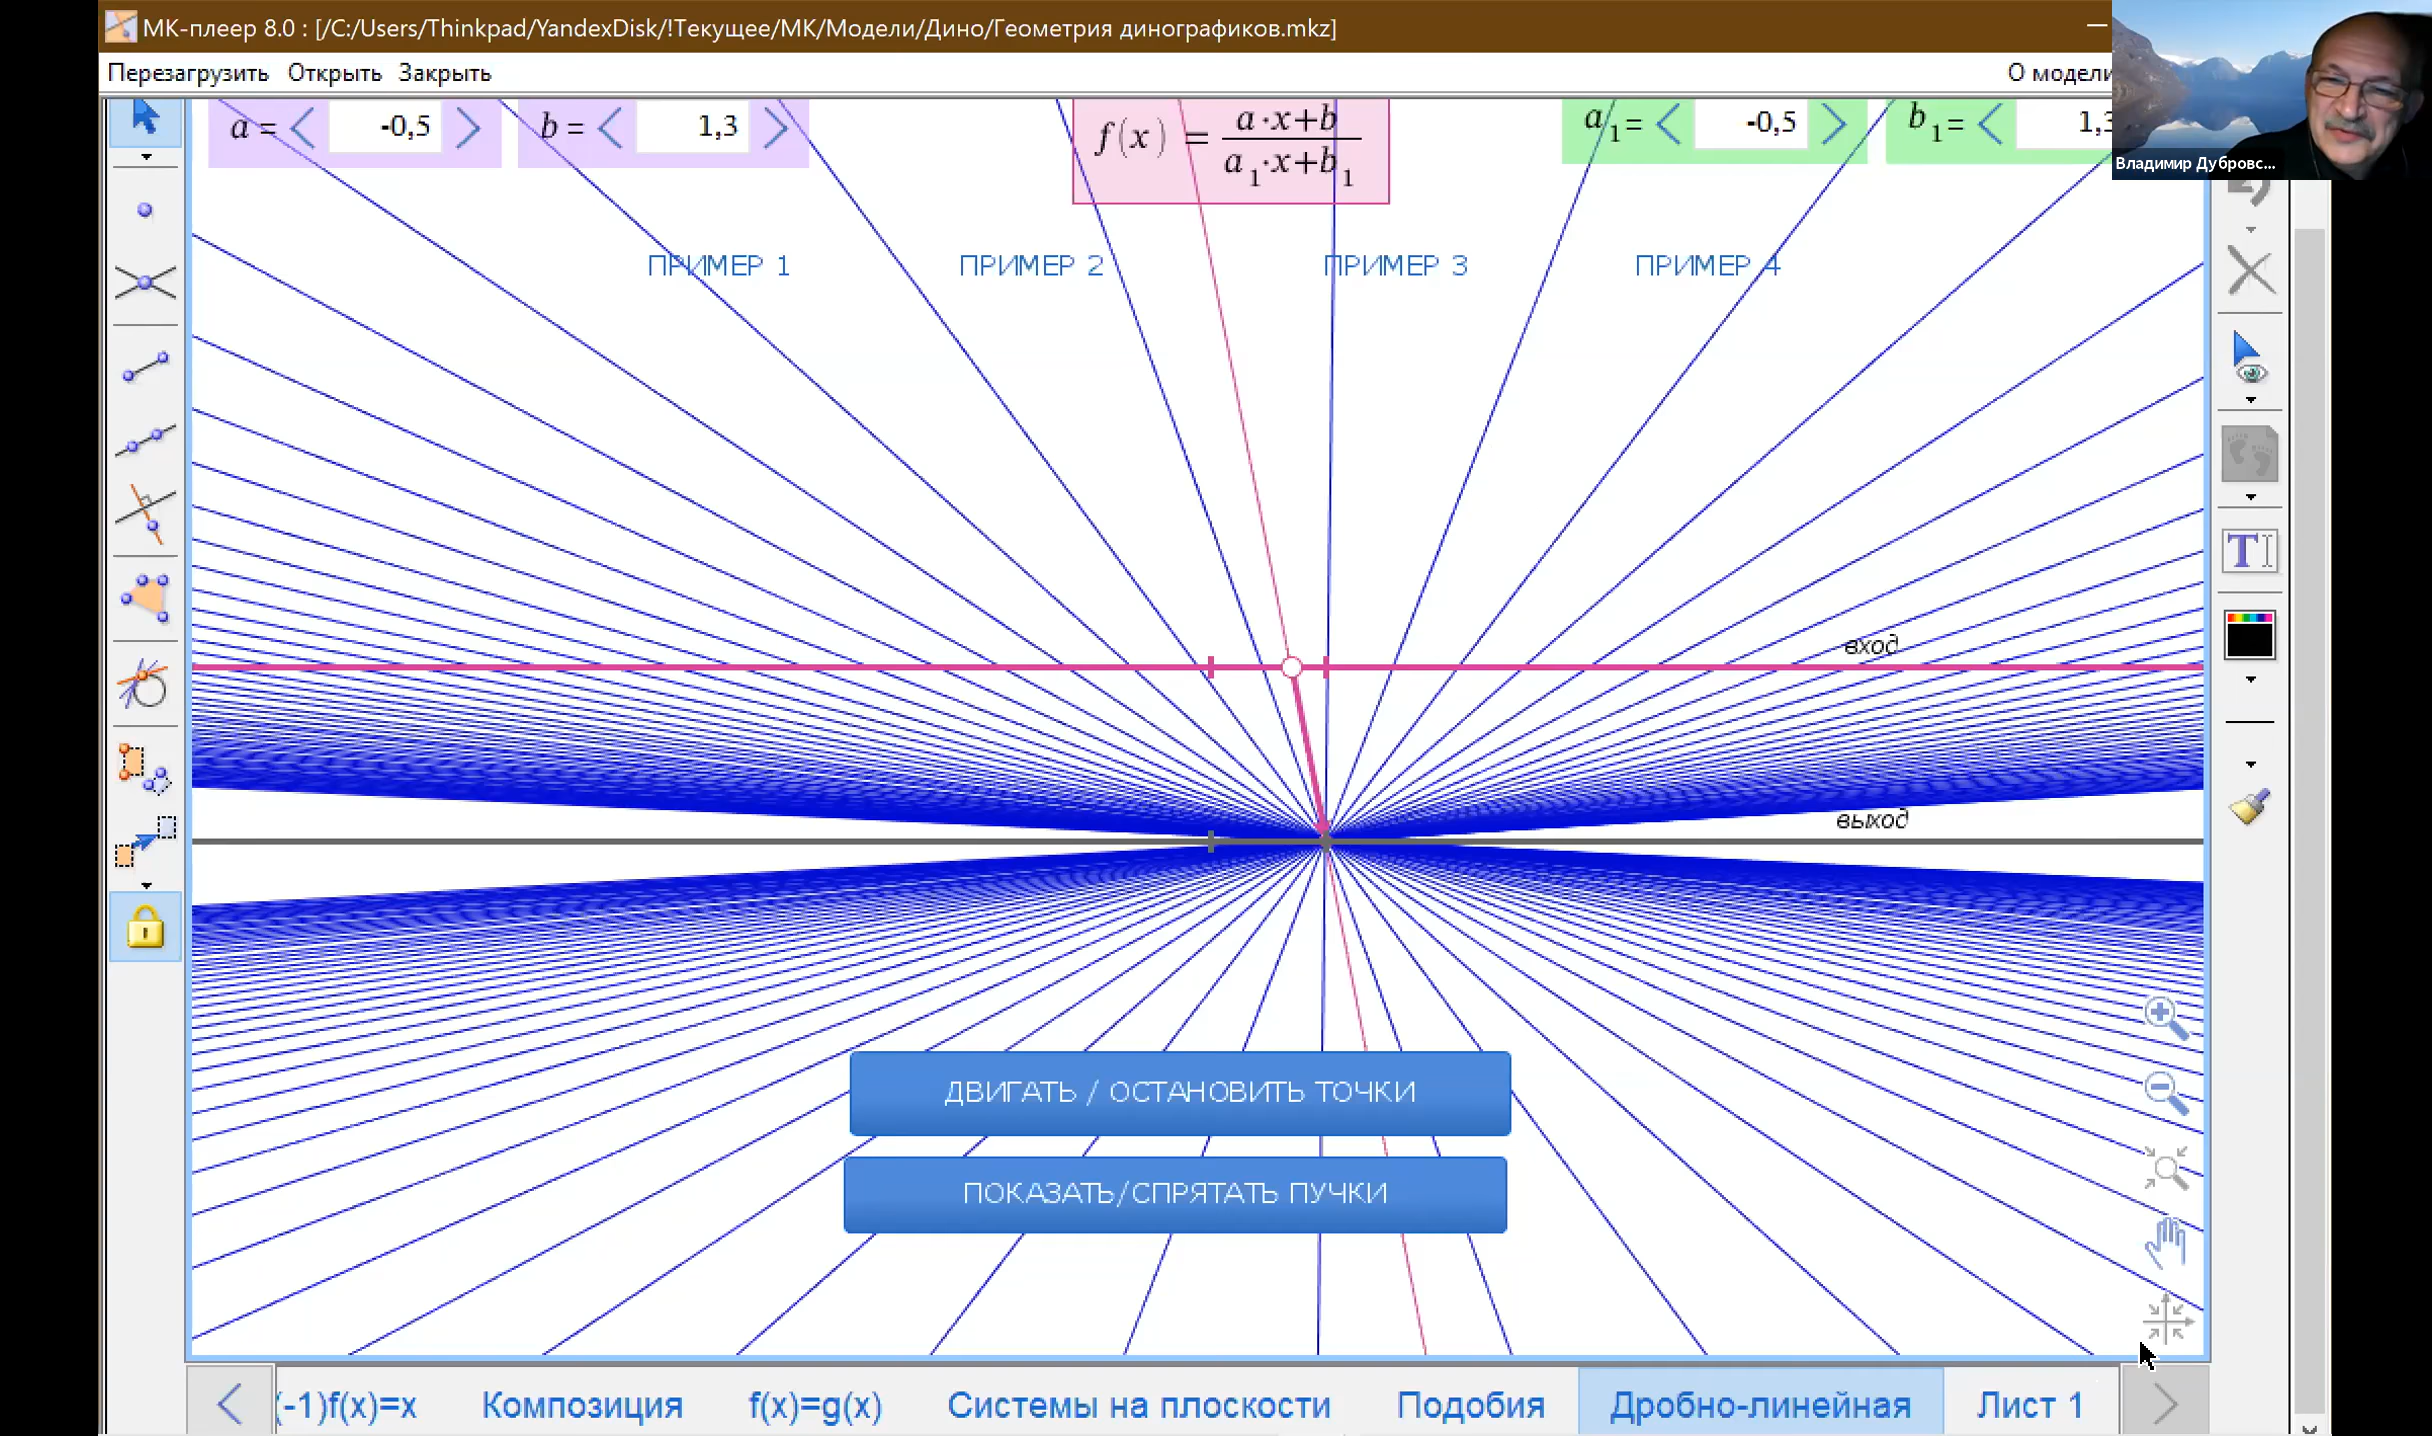 МК-плеер 8.0 : [/C:/Users/Thinkpad/YandexDisk/!Текущее/МК/Модели/Дино/Геометрия динографиков.mkz]
Перезагрузить Открыть Закрыть О модели
a = -0,5 b = 1,3 f(x) = a·x+b / a₁·x+b₁ a₁= -0,5 b₁= 1,3
Владимир Дубровс...
ПРИМЕР 1 ПРИМЕР 2 ПРИМЕР 3 ПРИМЕР 4
вход
выход
ДВИГАТЬ / ОСТАНОВИТЬ ТОЧКИ
ПОКАЗАТЬ/СПРЯТАТЬ ПУЧКИ
(-1)f(x)=x Композиция f(x)=g(x) Системы на плоскости Подобия Дробно-линейная Лист 1